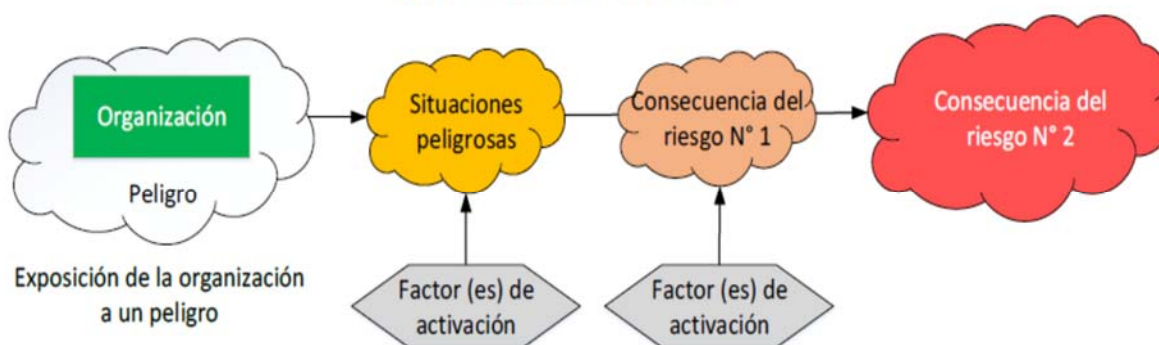 Organización
Peligro
Exposición de la organización
a un peligro
Situaciones
peligrosas
Factor (es) de
activación
Consecuencia del
riesgo N° 1
Factor (es) de
activación
Consecuencia del
riesgo N° 2